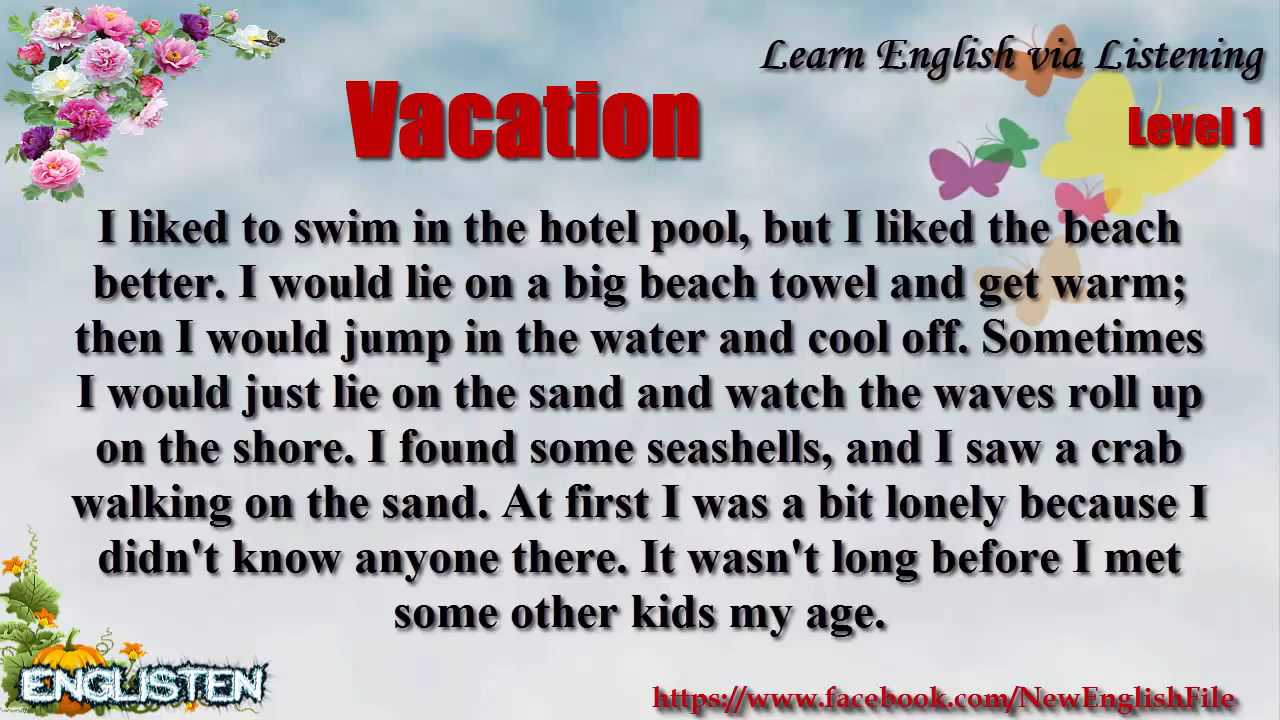 Learn English via Listening
Vacation
Level 1
I liked to swim in the hotel pool, but I liked the beach
better. I would lie on a big beach towel and get warm;
then I would jump in the water and cool off. Sometimes
I would just lie on the sand and watch the waves roll up
on the shore. I found some seashells, and I saw a crab
walking on the sand. At first I was a bit lonely because I
didn't know anyone there. It wasn't long before I met
some other kids my age.
ENGLISTEN
https://www.facebook.com/NewEnglishFile